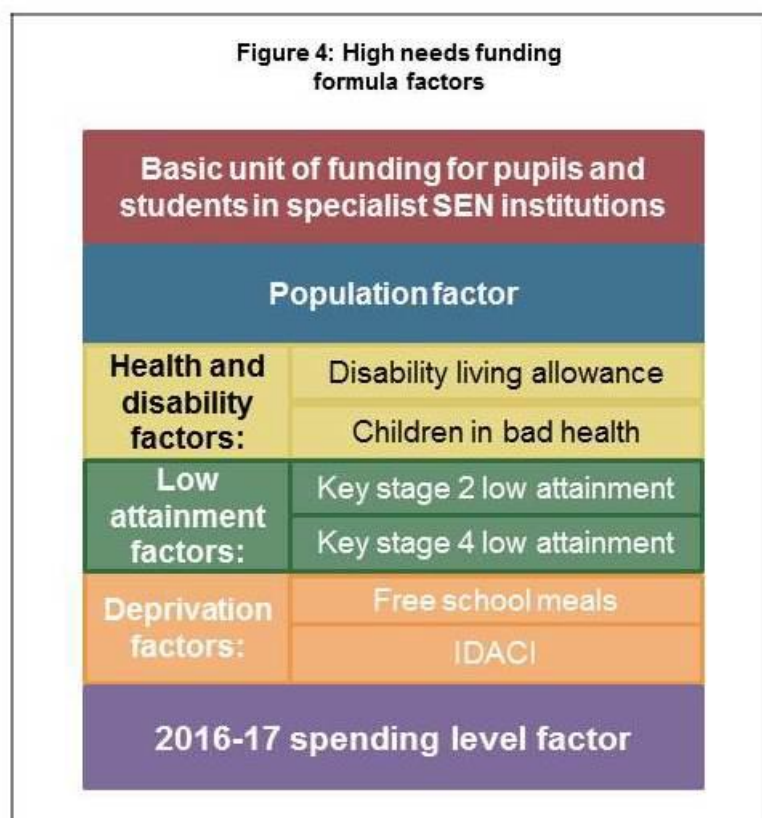 Figure 4: High needs funding
formula factors
Basic unit of funding for pupils and
students in specialist SEN institutions
Population factor
Health and
disability
factors:
Disability living allowance
Children in bad health
Low
attainment
factors:
Key stage 2 low attainment
Key stage 4 low attainment
Deprivation
factors:
Free school meals
IDACI
2016-17 spending level factor